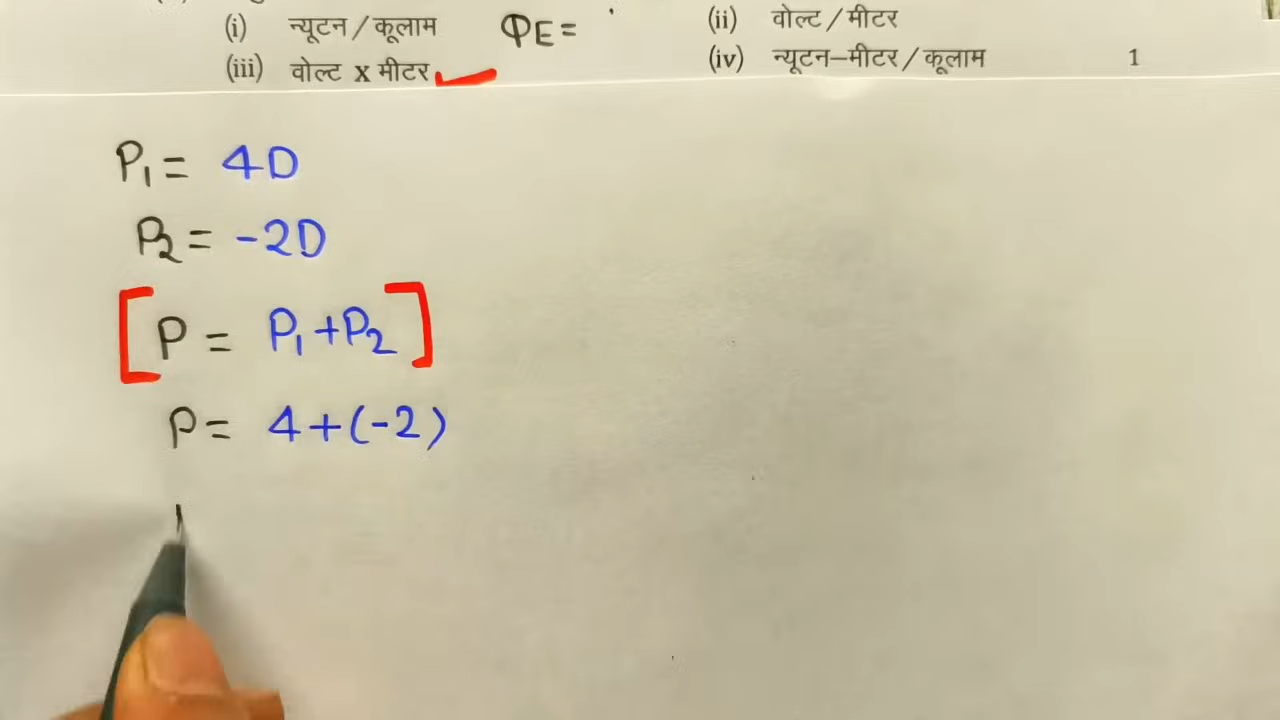 (i) न्यूटन / कूलाम ΦE = (ii) वोल्ट / मीटर
(iii) वोल्ट x मीटर (iv) न्यूटन–मीटर / कूलाम 1
P1 = 4D
P2 = -2D
[P = P1+P2]
P = 4+(-2)